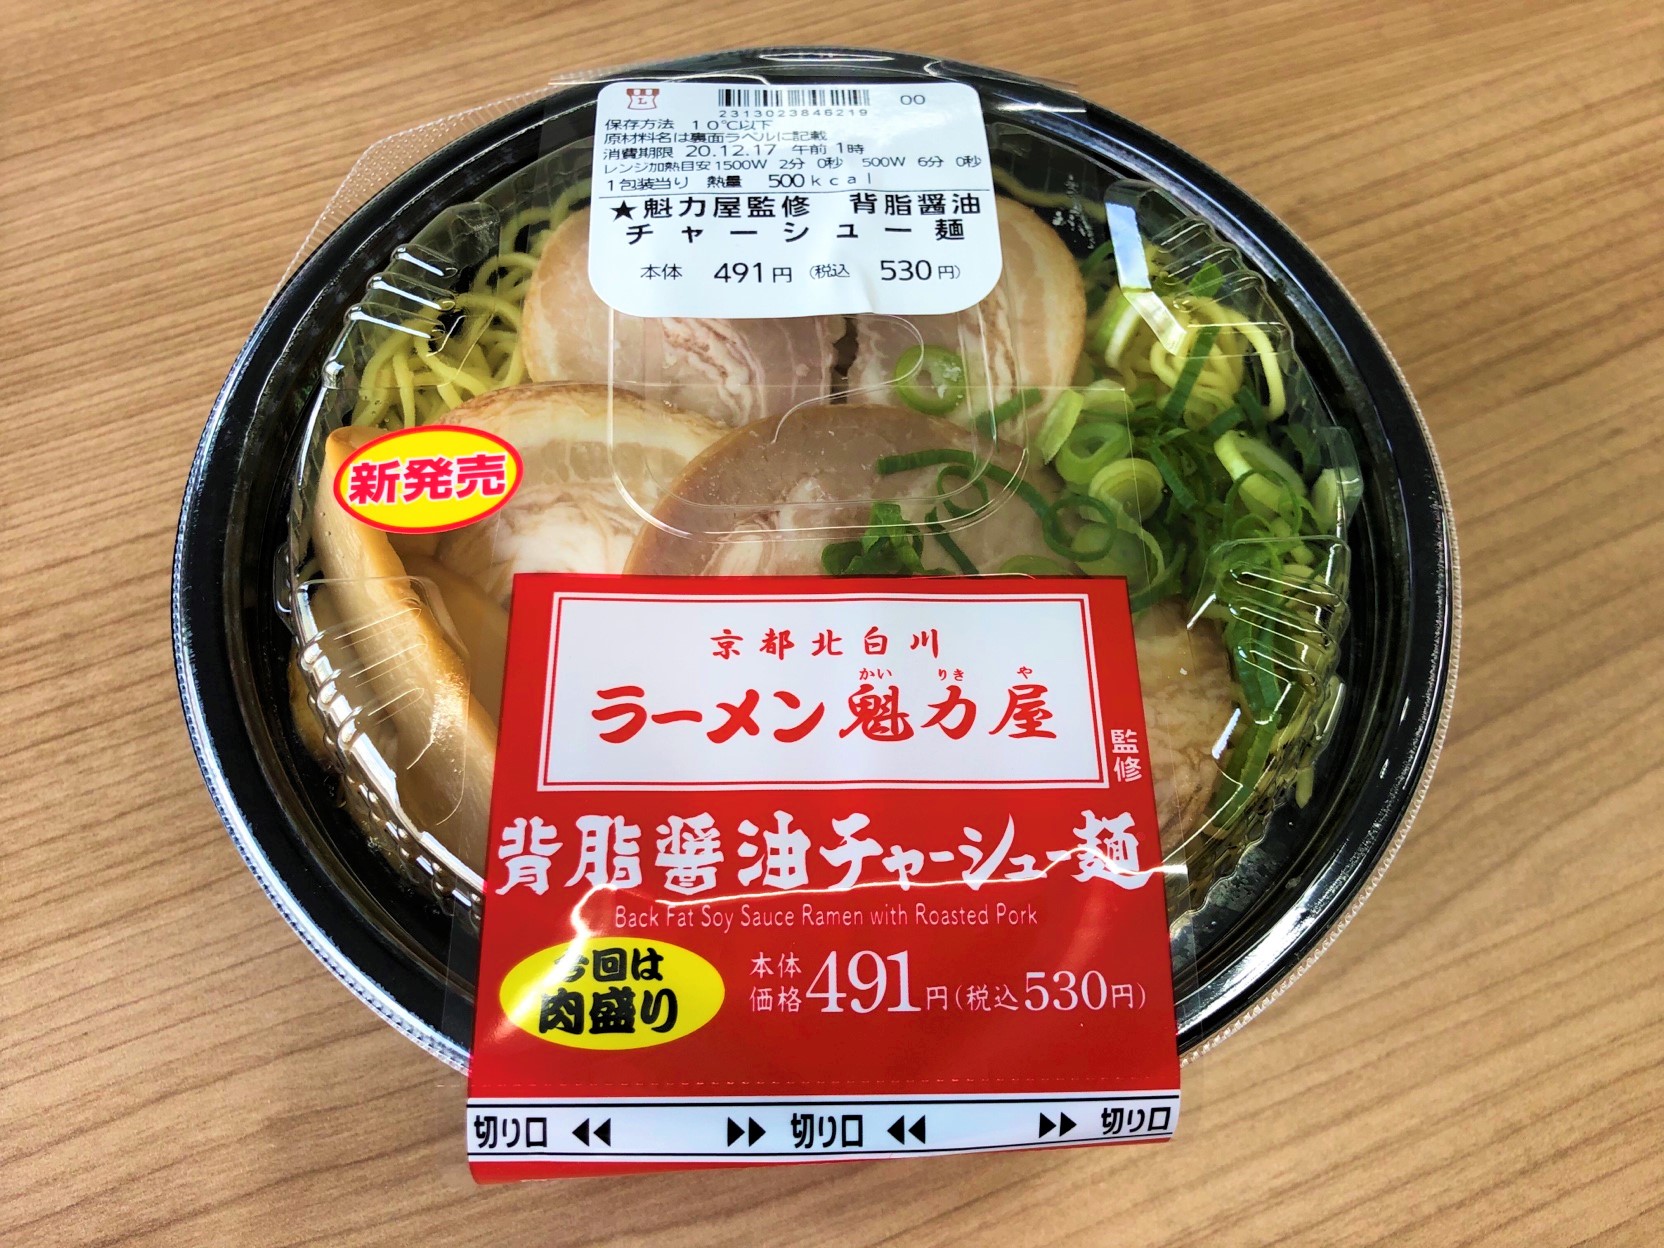 L
00
2313023846219
保存方法 10℃以下
原材料名は裏面ラベルに記載
消費期限 20.12.17 午前 1時
レンジ加熱目安1500W 2分 0秒 500W 6分 0秒
1包装当り 熱量 500kcal
★魁力屋監修 背脂醤油
チャーシュー麺
本体 491円 (税込 530円)
新発売
京都北白川
かい りき や
ラーメン魁力屋
監修
背脂醤油チャーシュー麺
Back Fat Soy Sauce Ramen with Roasted Pork
今回は
肉盛り
本体
価格491円(税込530円)
切り口 ◀◀ ▶▶ 切り口 ◀◀ ▶▶ 切り口